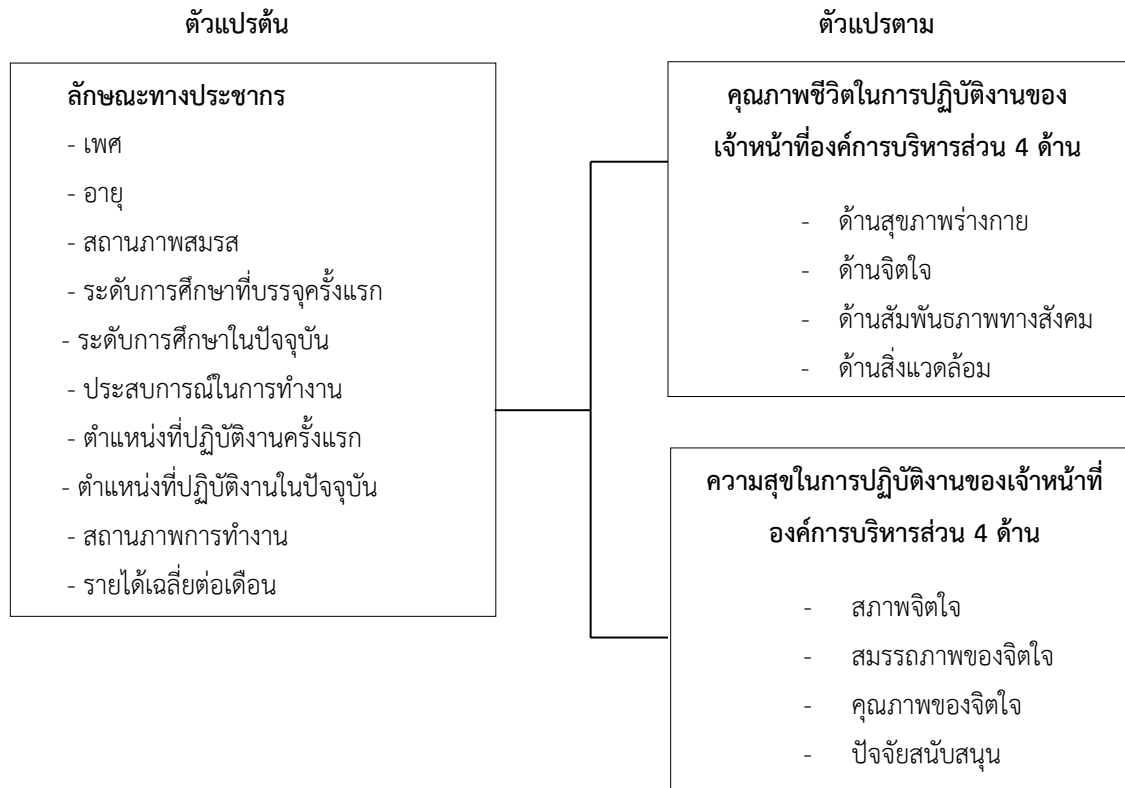 ตัวแปรต้น
ลักษณะทางประชากร
- เพศ
- อายุ
- สถานภาพสมรส
- ระดับการศึกษาที่บรรจุครั้งแรก
- ระดับการศึกษาในปัจจุบัน
- ประสบการณ์ในการทำงาน
- ตำแหน่งที่ปฏิบัติงานครั้งแรก
- ตำแหน่งที่ปฏิบัติงานในปัจจุบัน
- สถานภาพการทำงาน
- รายได้เฉลี่ยต่อเดือน
ตัวแปรตาม
คุณภาพชีวิตในการปฏิบัติงานของ
เจ้าหน้าที่องค์การบริหารส่วน 4 ด้าน
- ด้านสุขภาพร่างกาย
- ด้านจิตใจ
- ด้านสัมพันธภาพทางสังคม
- ด้านสิ่งแวดล้อม
ความสุขในการปฏิบัติงานของเจ้าหน้าที่
องค์การบริหารส่วน 4 ด้าน
- สภาพจิตใจ
- สมรรถภาพของจิตใจ
- คุณภาพของจิตใจ
- ปัจจัยสนับสนุน